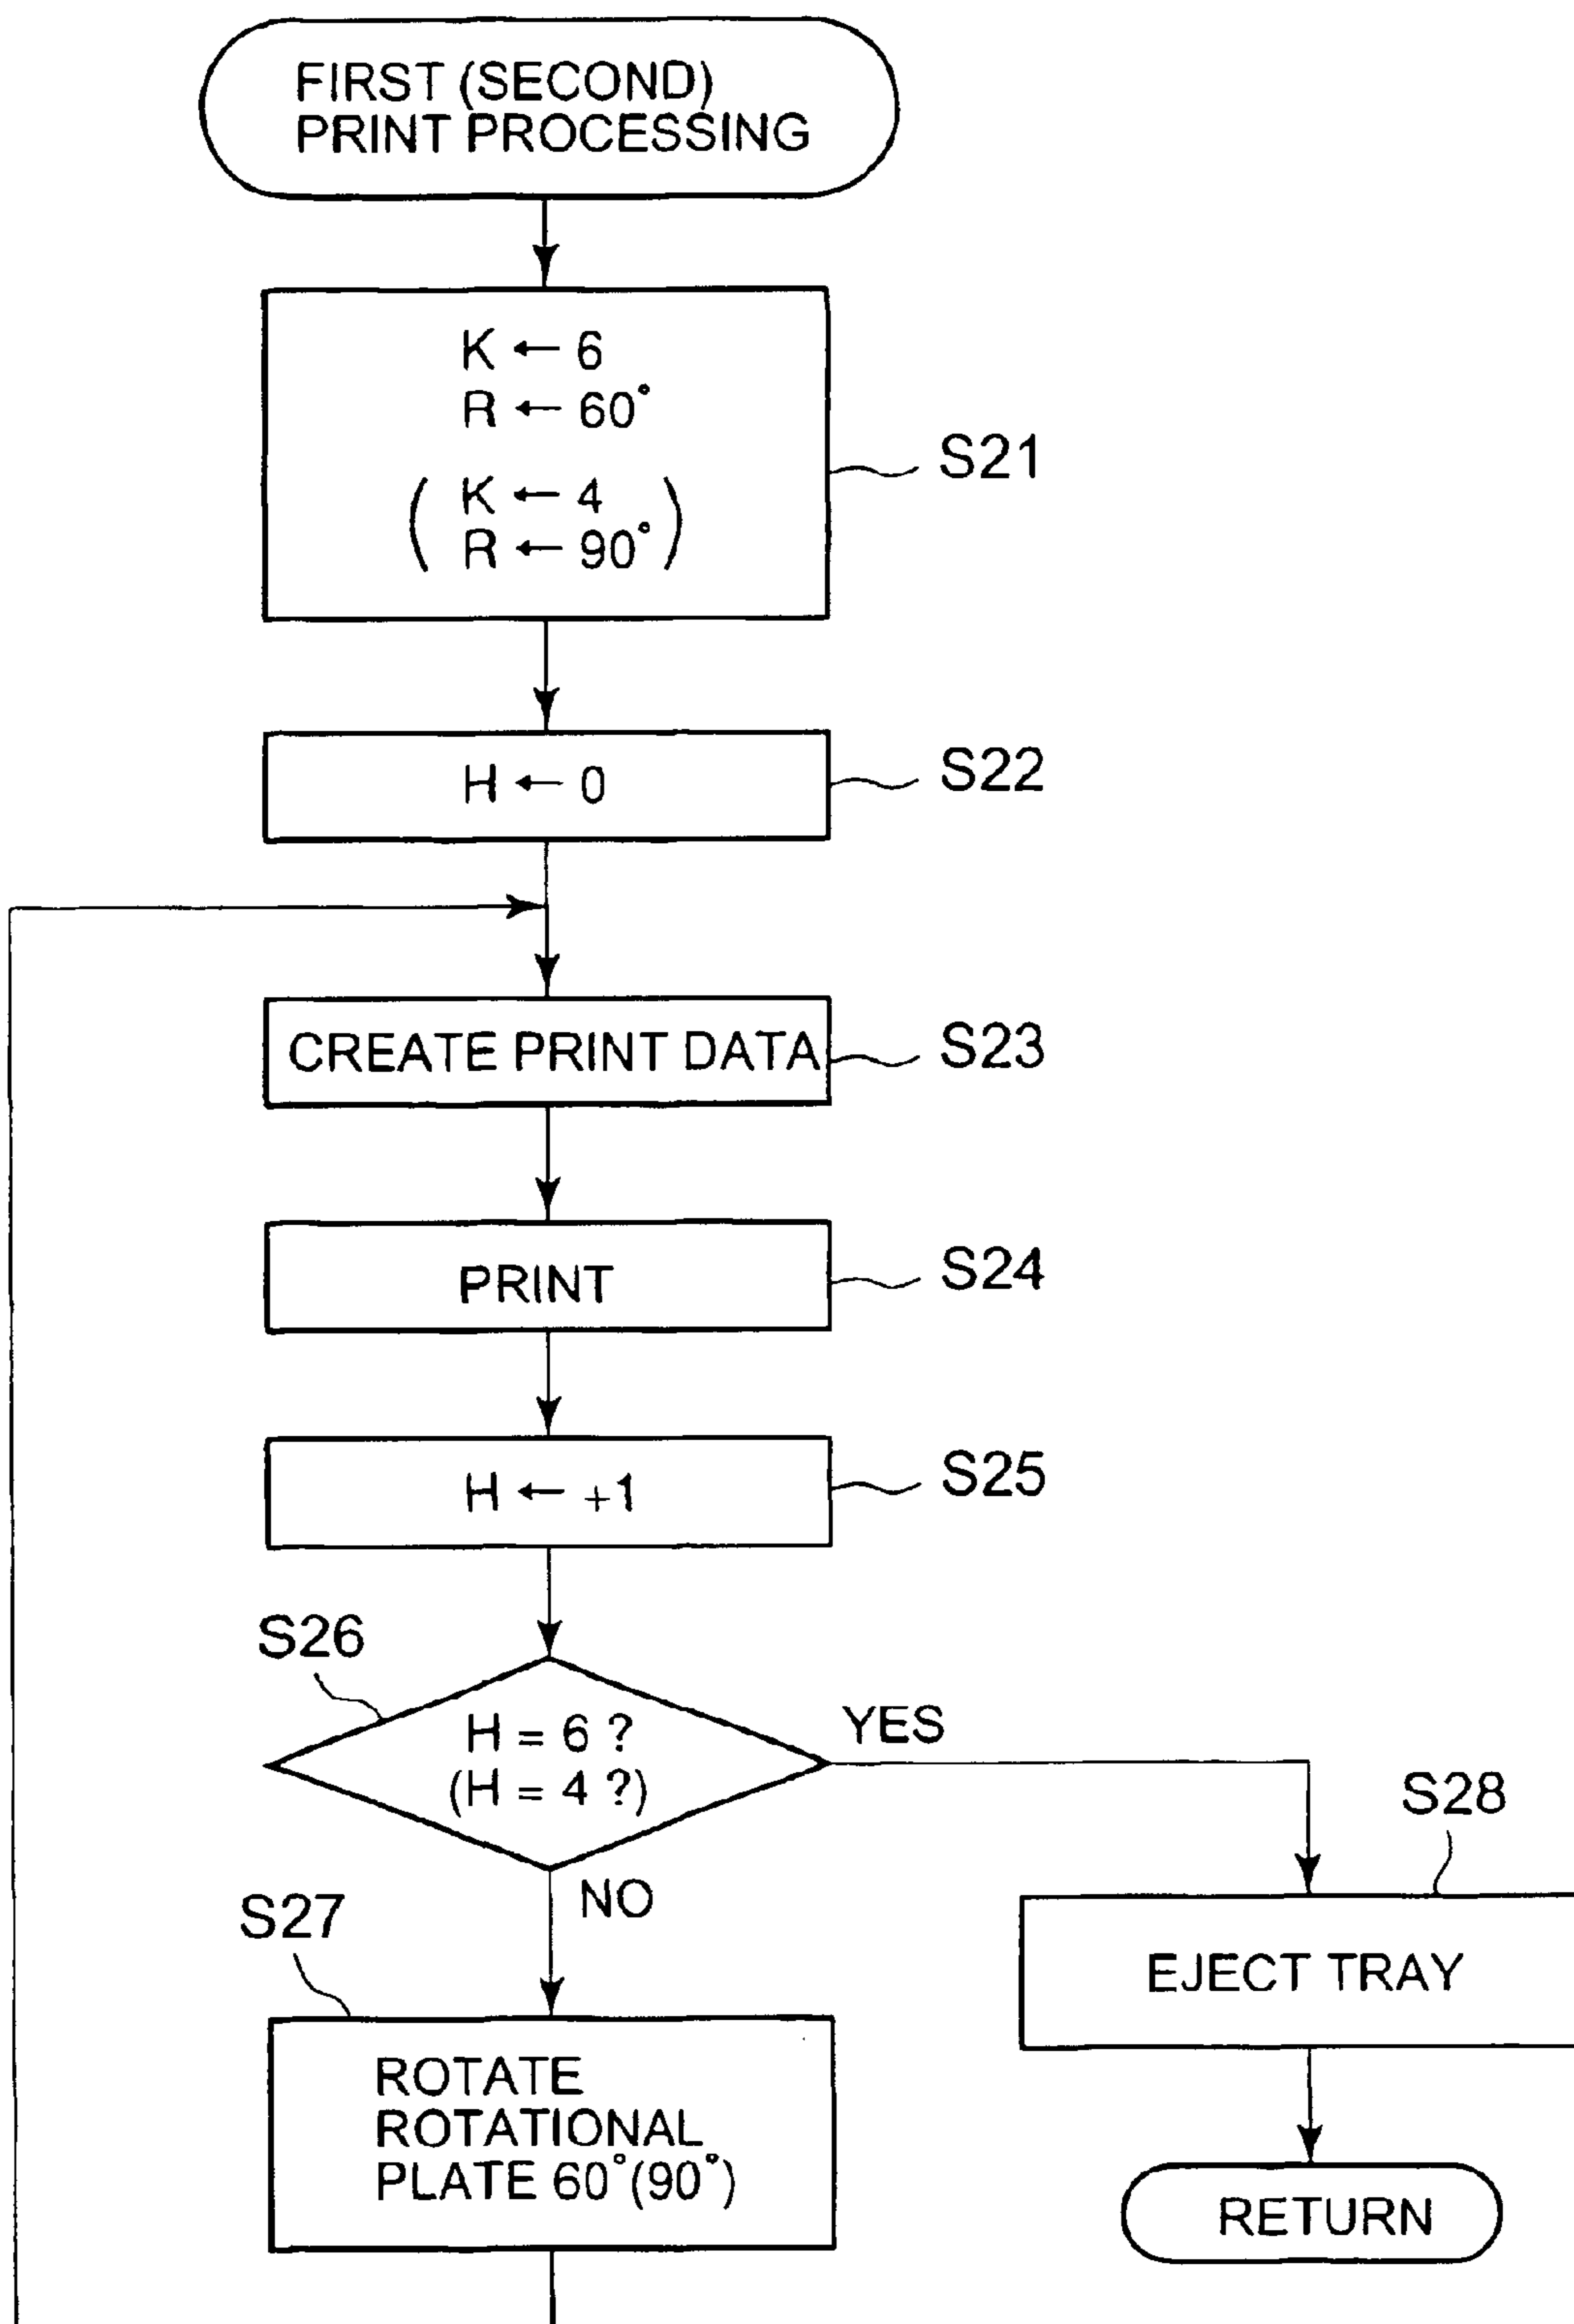 FIRST (SECOND)
PRINT PROCESSING
K ← 6
R ← 60°
( K ← 4
R ← 90° )
S21
H ← 0
S22
CREATE PRINT DATA
S23
PRINT
S24
H ← +1
S25
S26
H = 6 ?
(H = 4 ?)
YES
NO
S27
ROTATE
ROTATIONAL
PLATE 60°(90°)
S28
EJECT TRAY
RETURN